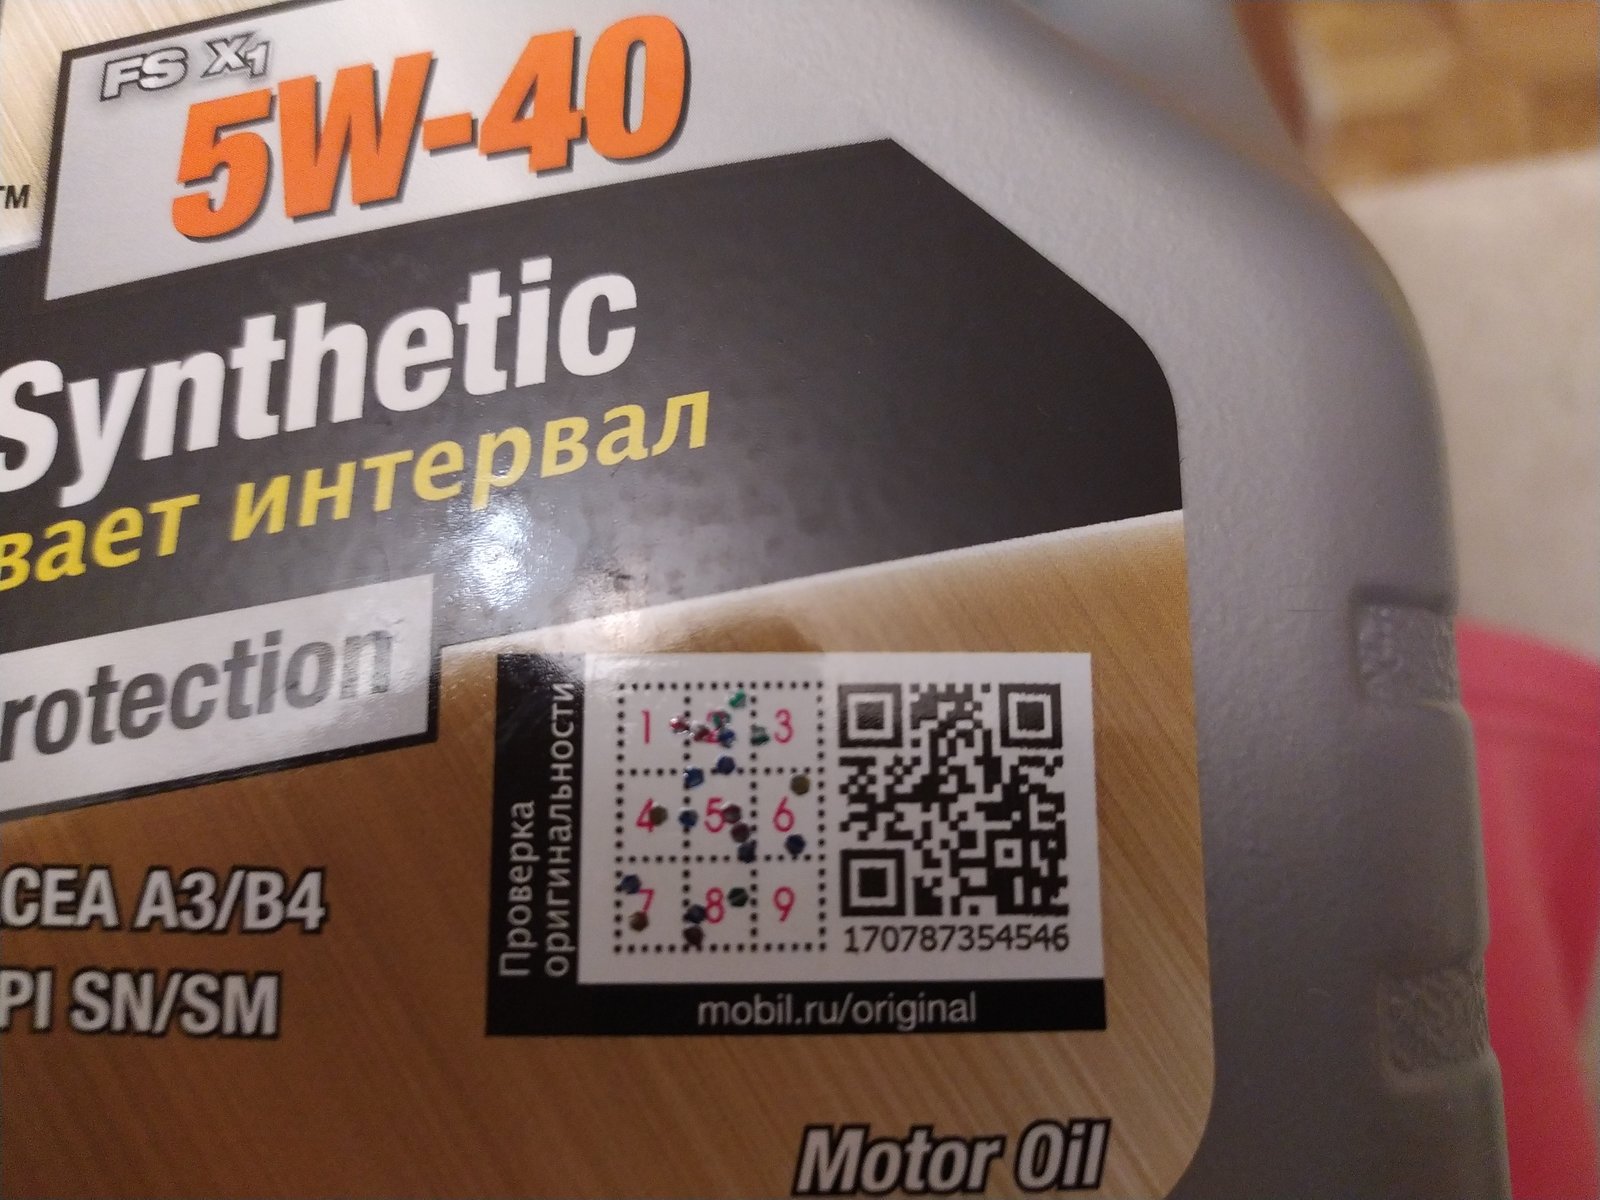 FS X1
5W-40
TM
Synthetic
вает интервал
rotection
CEA A3/B4
PI SN/SM
Проверка
оригинальности
1 2 3
4 5 6
7 8 9
170787354546
mobil.ru/original
Motor Oil